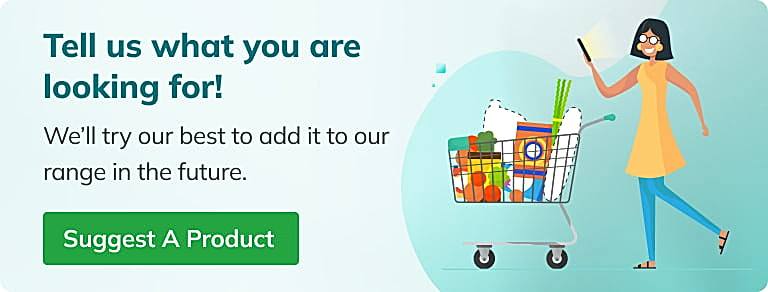 Tell us what you are
looking for!
We’ll try our best to add it to our
range in the future.
Suggest A Product